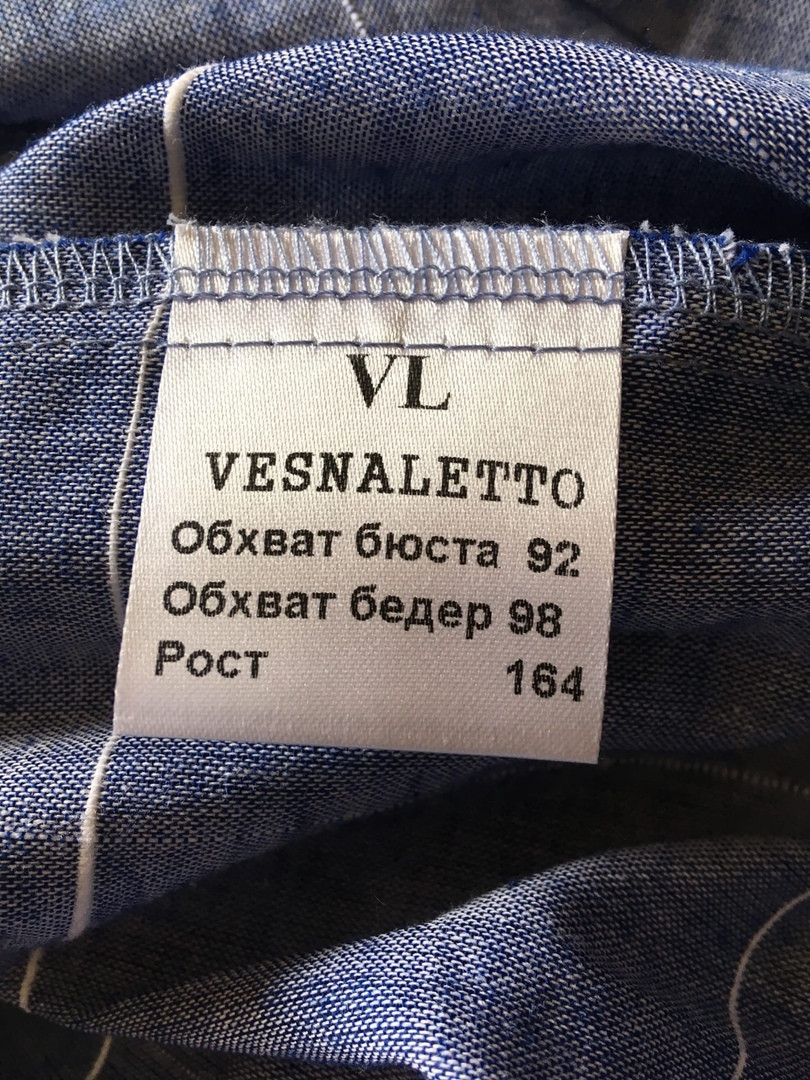 VL
VESNALETTO
Обхват бюста 92
Обхват бедер 98
Рост 164